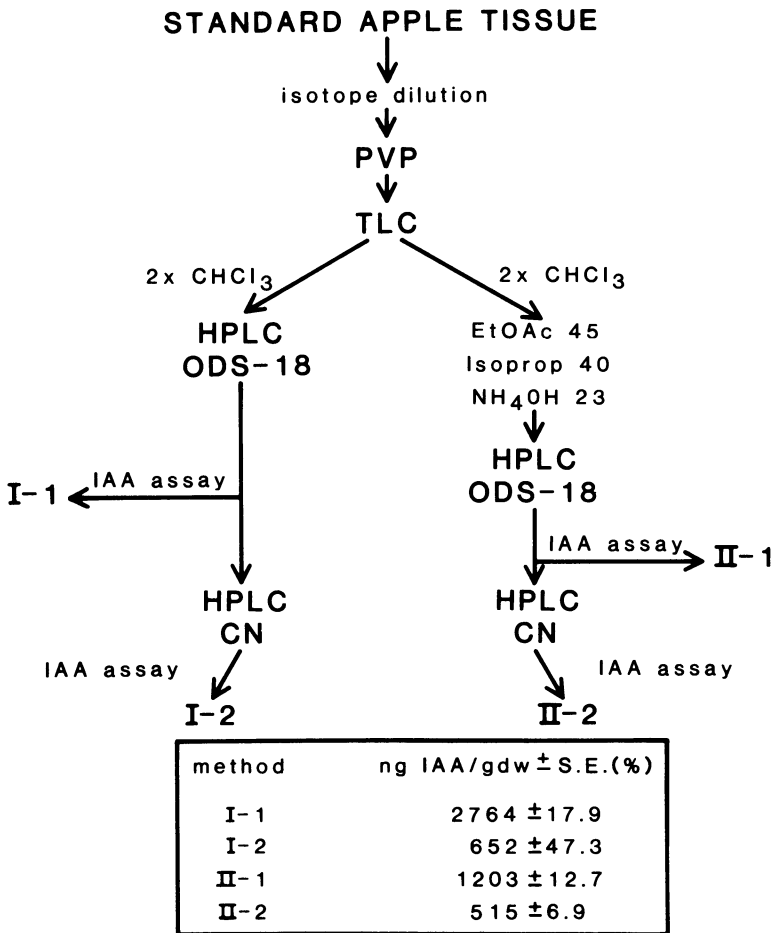 STANDARD APPLE TISSUE
isotope dilution
PVP
TLC
2x CHCl3
2x CHCl3
HPLC
ODS-18
EtOAc 45
Isoprop 40
NH4OH 23
HPLC
ODS-18
I-1
IAA assay
IAA assay
II-1
HPLC
CN
HPLC
CN
IAA assay
IAA assay
I-2
II-2
method ng IAA/gdw ± S.E.(%)
I-1 2764 ±17.9
I-2 652 ±47.3
II-1 1203 ±12.7
II-2 515 ±6.9